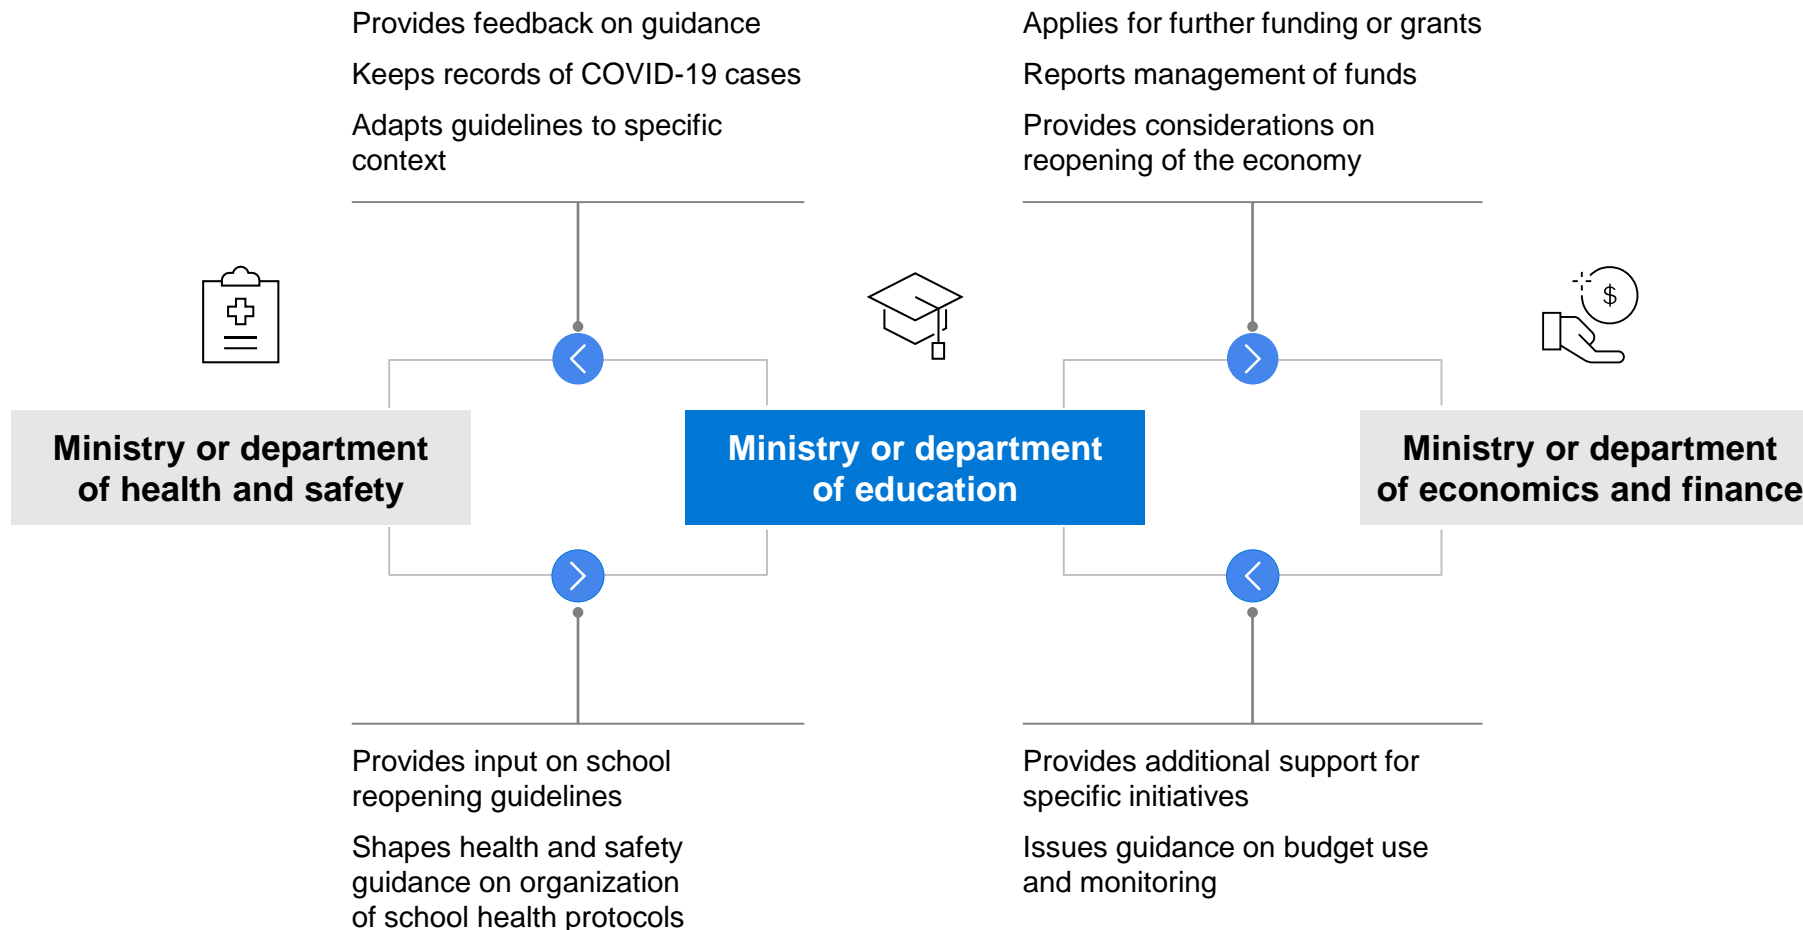 Provides feedback on guidance
Keeps records of COVID-19 cases
Adapts guidelines to specific
context
Applies for further funding or grants
Reports management of funds
Provides considerations on
reopening of the economy
$
Ministry or department
of health and safety
Ministry or department
of education
Ministry or department
of economics and finance
Provides input on school
reopening guidelines
Shapes health and safety
guidance on organization
of school health protocols
Provides additional support for
specific initiatives
Issues guidance on budget use
and monitoring